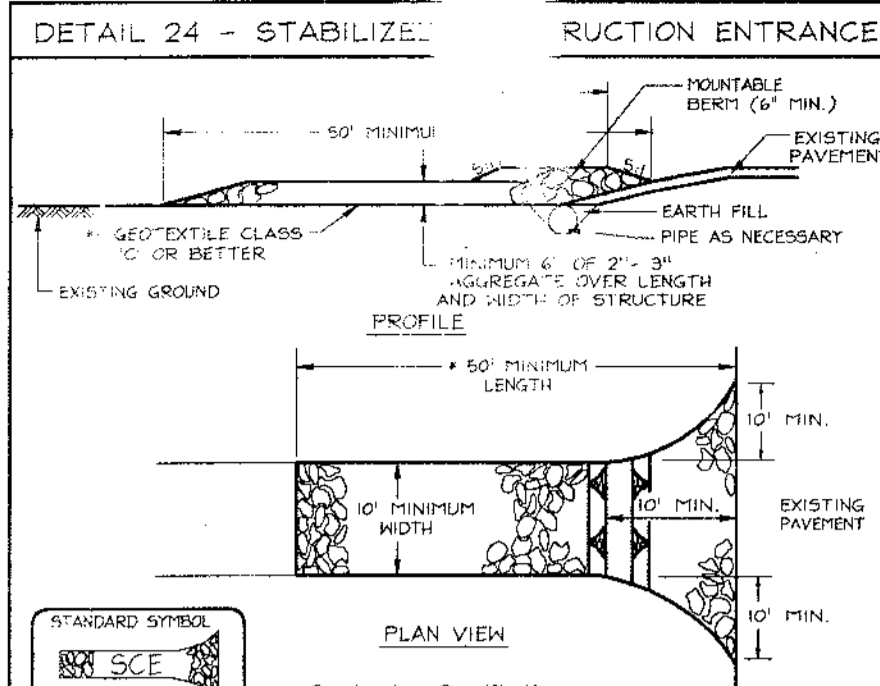 DETAIL 24 - STABILIZE RUCTION ENTRANCE
MOUNTABLE
BERM (6" MIN.)
50' MINIMU
EXISTING
PAVEMENT
* GEOTEXTILE CLASS
'C' OR BETTER
EARTH FILL
PIPE AS NECESSARY
EXISTING GROUND
MINIMUM 6" OF 2"- 3"
AGGREGATE OVER LENGTH
AND WIDTH OF STRUCTURE
PROFILE
* 50' MINIMUM
LENGTH
10' MIN.
10' MINIMUM
WIDTH
10' MIN.
EXISTING
PAVEMENT
10' MIN.
STANDARD SYMBOL
SCE
PLAN VIEW